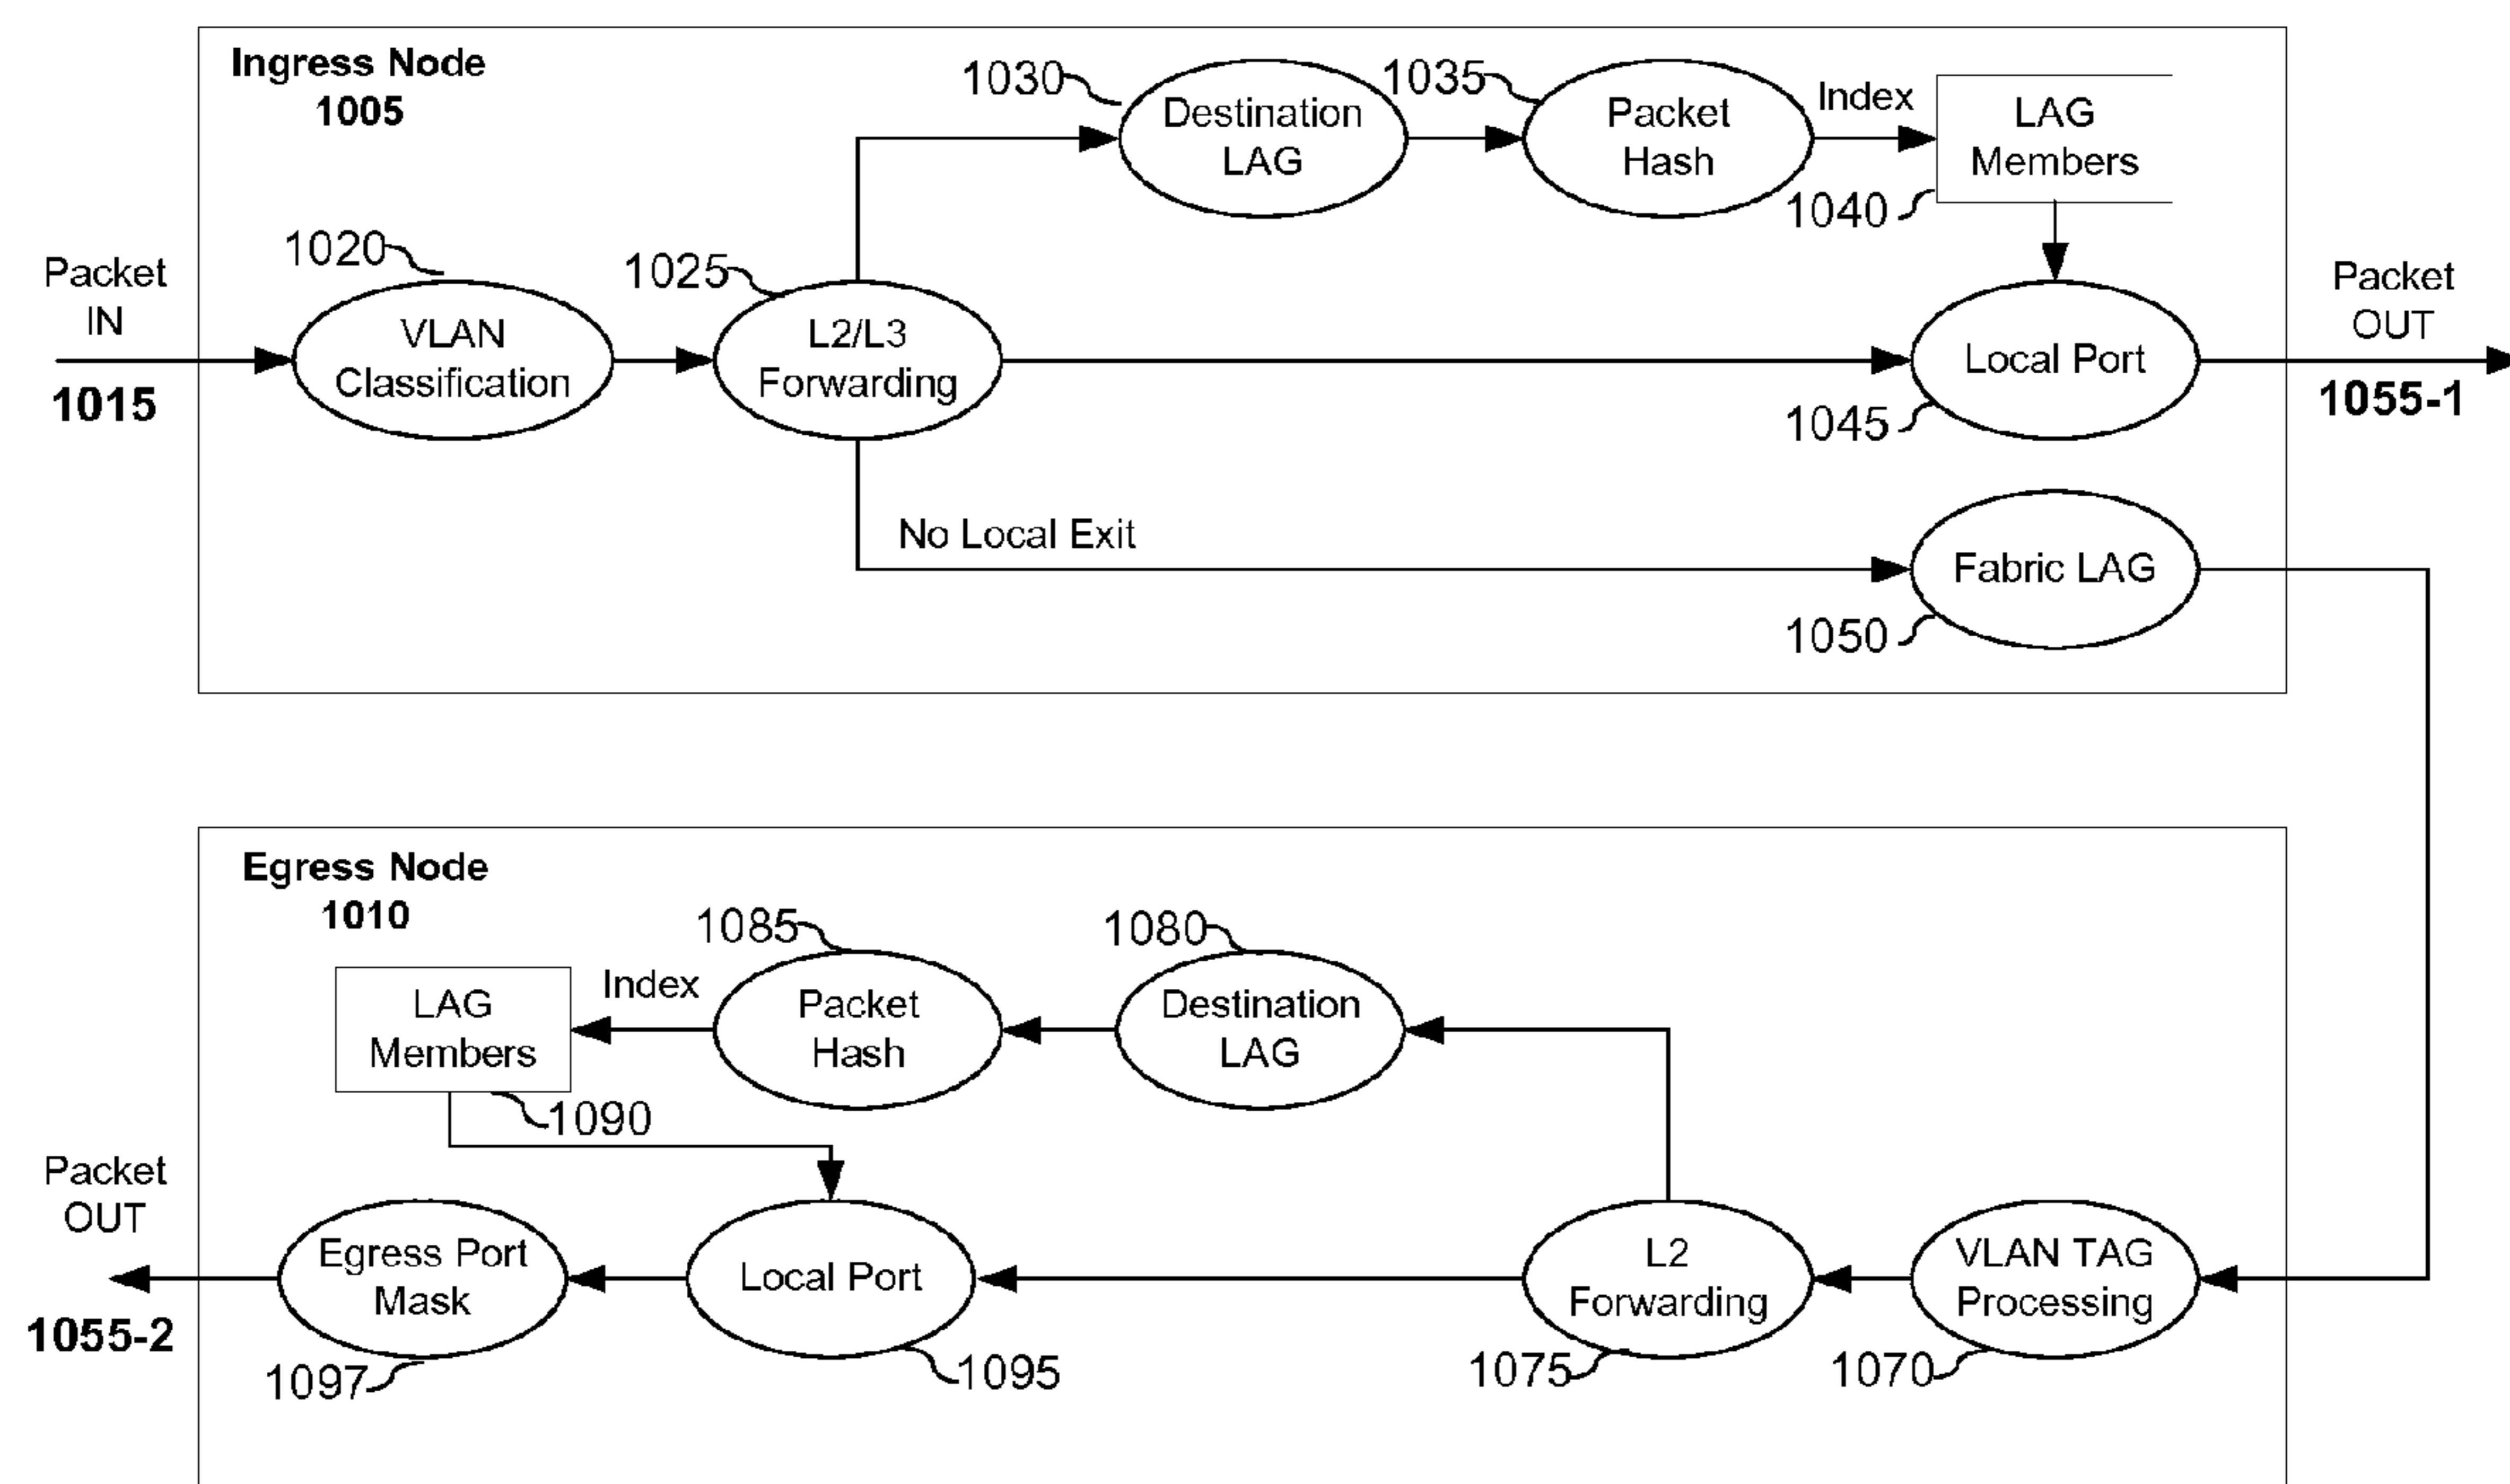 Ingress Node
1005
1030
Destination
LAG
1035
Packet
Hash
Index
LAG
Members
1040
Packet
IN
1015
1020
VLAN
Classification
1025
L2/L3
Forwarding
Local Port
1045
Packet
OUT
1055-1
No Local Exit
Fabric LAG
1050
Egress Node
1010
LAG
Members
1090
Index
1085
Packet
Hash
1080
Destination
LAG
Packet
OUT
1055-2
Egress Port
Mask
1097
Local Port
1095
L2
Forwarding
1075
VLAN TAG
Processing
1070